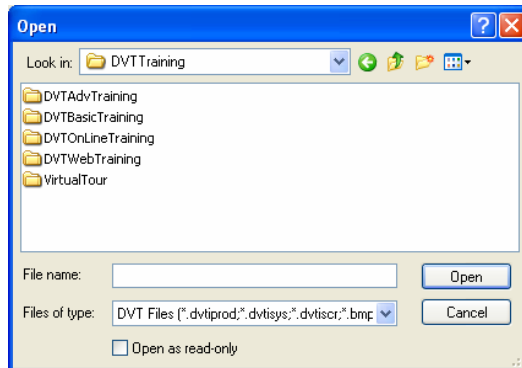 Open
Look in: DVTTraining
DVTAdvTraining
DVTBasicTraining
DVTOnLineTraining
DVTWebTraining
VirtualTour
File name:
Open
Files of type: DVT Files (*.dvtiprod;*.dvtisys;*.dvtiscr;*.bmp
Cancel
Open as read-only